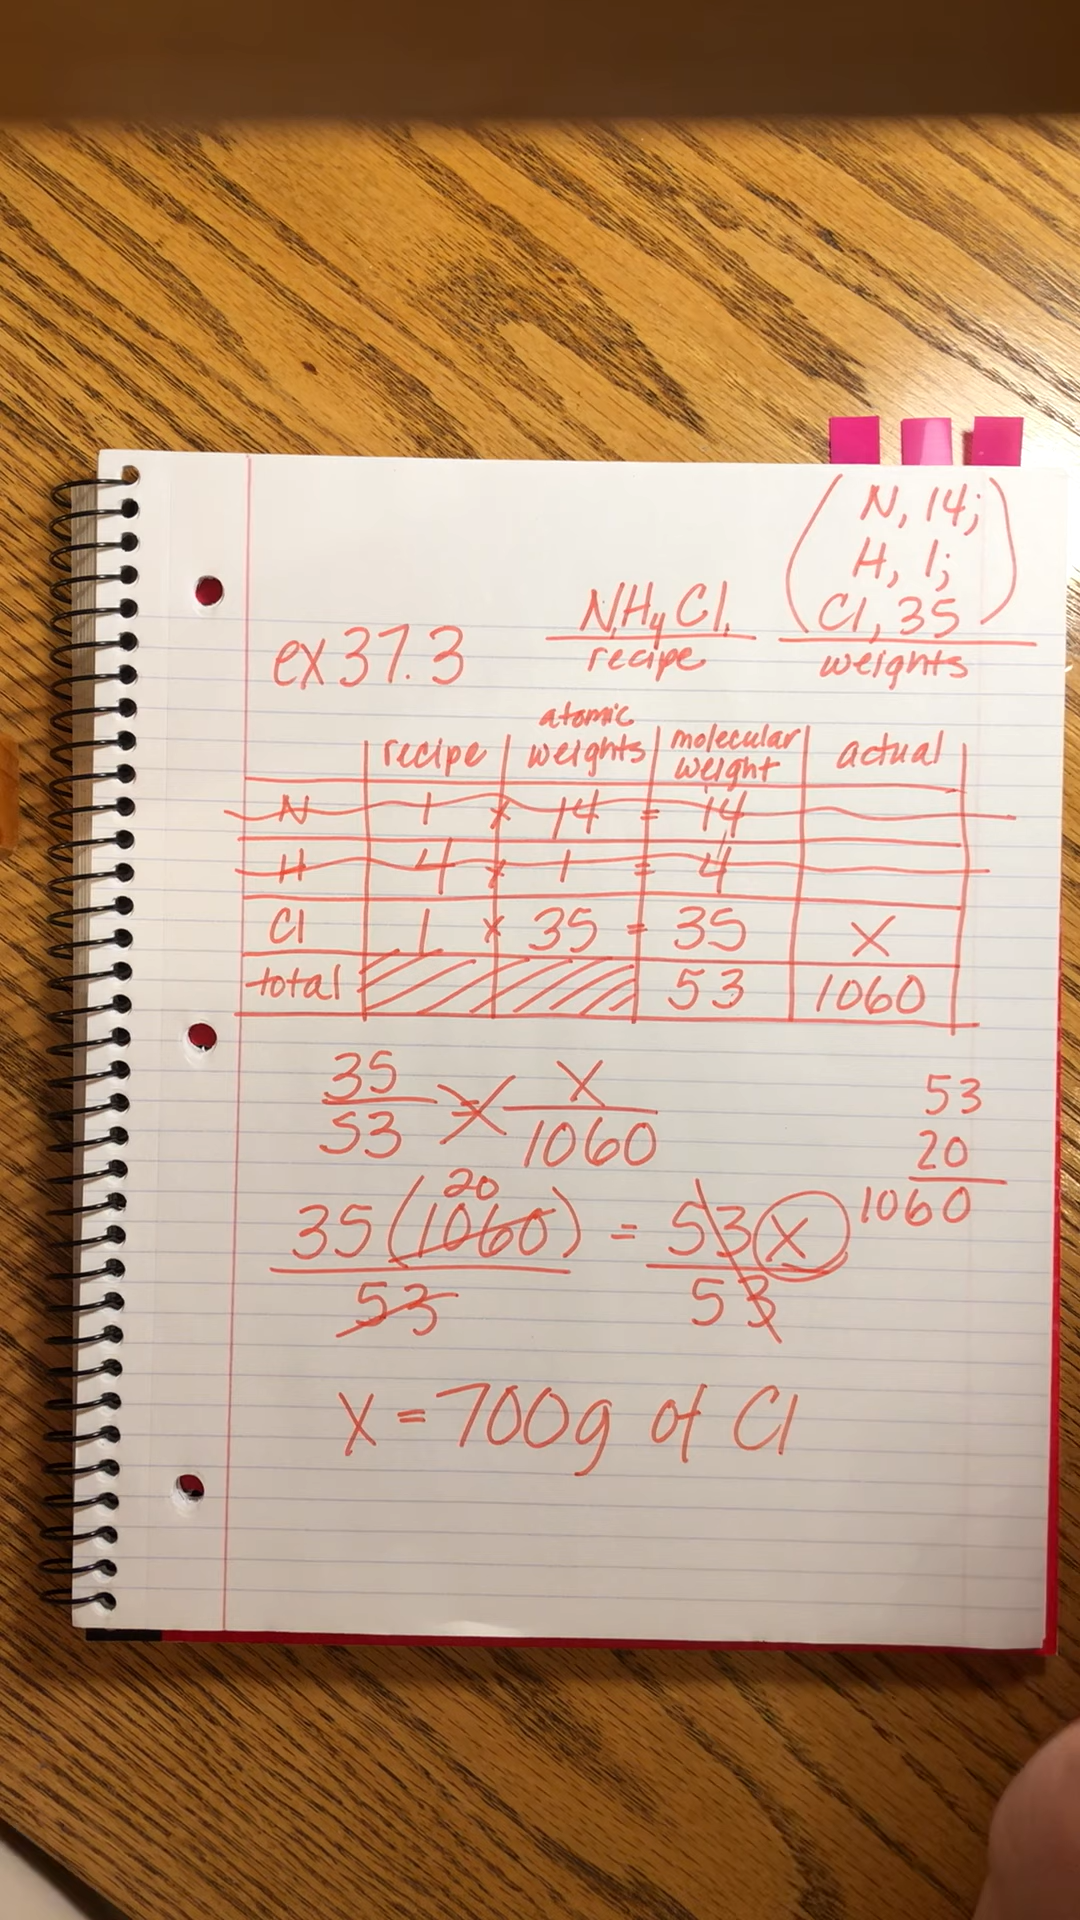 (N, 14;
H, 1;
Cl, 35)
weights
NH4Cl
recipe
ex 37.3
recipe | atomic weights | molecular weight | actual
N | 1 × 14 = 14
H | 4 × 1 = 4
Cl | 1 × 35 = 35 | X
total | 53 | 1060
35/53 = X/1060
53
20
1060
20
35(1060)/53 = 53X/53
X = 700g of Cl